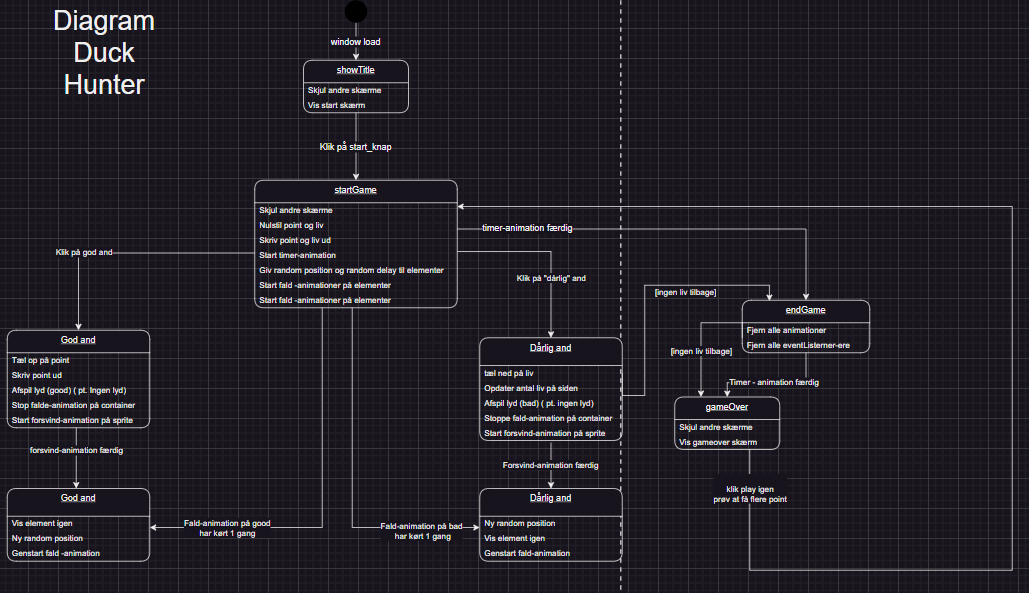 Diagram
Duck
Hunter
window load
showTitle
Skjul andre skærme
Vis start skærm
Klik på start_knap
startGame
Skjul andre skærme
Nulstil point og liv
Skriv point og liv ud
Start timer-animation
Giv random position og random delay til elementer
Start fald -animationer på elementer
Start fald -animationer på elementer
Klik på god and
timer-animation færdig
Klik på "dårlig" and
God and
Tæl op på point
Skriv point ud
Afspil lyd (good) ( pt. Ingen lyd)
Stop falde-animation på container
Start forsvind-animation på sprite
forsvind-animation færdig
God and
Vis element igen
Ny random position
Genstart fald -animation
Fald-animation på good
har kørt 1 gang
Dårlig and
tæl ned på liv
Opdater antal liv på siden
Afspil lyd (bad) ( pt. ingen lyd)
Stoppe fald-animation på container
Start forsvind-animation på sprite
Forsvind-animation færdig
Fald-animation på bad
har kørt 1 gang
Dårlig and
Ny random position
Vis element igen
Genstart fald-animation
[ingen liv tilbage]
endGame
Fjern alle animationer
Fjern alle eventListerner-ere
[ingen liv tilbage]
Timer - animation færdig
gameOver
Skjul andre skærme
Vis gameover skærm
klik play igen
prøv at få flere point